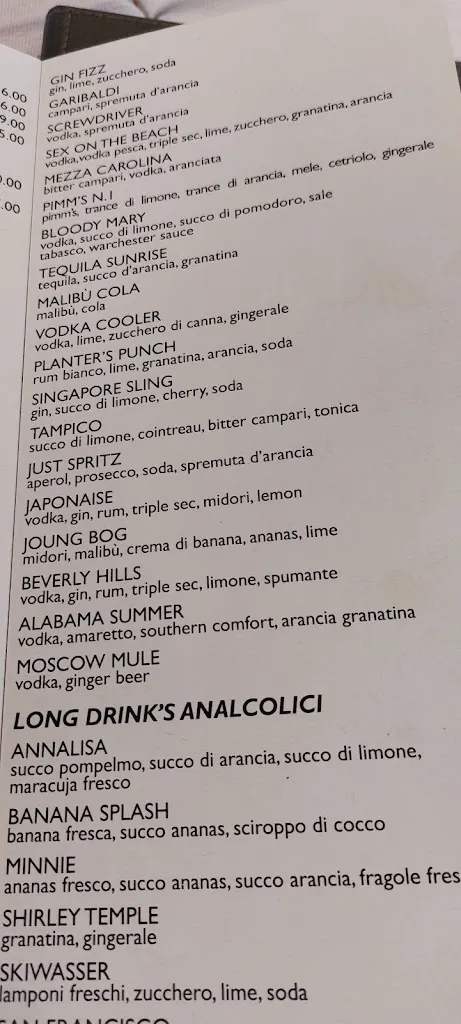 6.00
6.00
9.00
5.00
.00
.00
GIN FIZZ
gin, lime, zucchero, soda
GARIBALDI
campari, spremuta d'arancia
SCREWDRIVER
vodka, spremuta d'arancia
SEX ON THE BEACH
vodka,vodka pesca, triple sec, lime, zucchero, granatina, arancia
MEZZA CAROLINA
bitter campari, vodka, aranciata
PIMM'S N.1
pimm's, trance di limone, trance di arancia, mele, cetriolo, gingerale
BLOODY MARY
vodka, succo di limone, succo di pomodoro, sale
tabasco, warchester sauce
TEQUILA SUNRISE
tequila, succo d'arancia, granatina
MALIBÙ COLA
malibù, cola
VODKA COOLER
vodka, lime, zucchero di canna, gingerale
PLANTER'S PUNCH
rum bianco, lime, granatina, arancia, soda
SINGAPORE SLING
gin, succo di limone, cherry, soda
TAMPICO
succo di limone, cointreau, bitter campari, tonica
JUST SPRITZ
aperol, prosecco, soda, spremuta d'arancia
JAPONAISE
vodka, gin, rum, triple sec, midori, lemon
JOUNG BOG
midori, malibù, crema di banana, ananas, lime
BEVERLY HILLS
vodka, gin, rum, triple sec, limone, spumante
ALABAMA SUMMER
vodka, amaretto, southern comfort, arancia granatina
MOSCOW MULE
vodka, ginger beer
LONG DRINK'S ANALCOLICI
ANNALISA
succo pompelmo, succo di arancia, succo di limone,
maracuja fresco
BANANA SPLASH
banana fresca, succo ananas, sciroppo di cocco
MINNIE
ananas fresco, succo ananas, succo arancia, fragole fres
SHIRLEY TEMPLE
granatina, gingerale
SKIWASSER
lamponi freschi, zucchero, lime, soda
SAN FRANCISCO